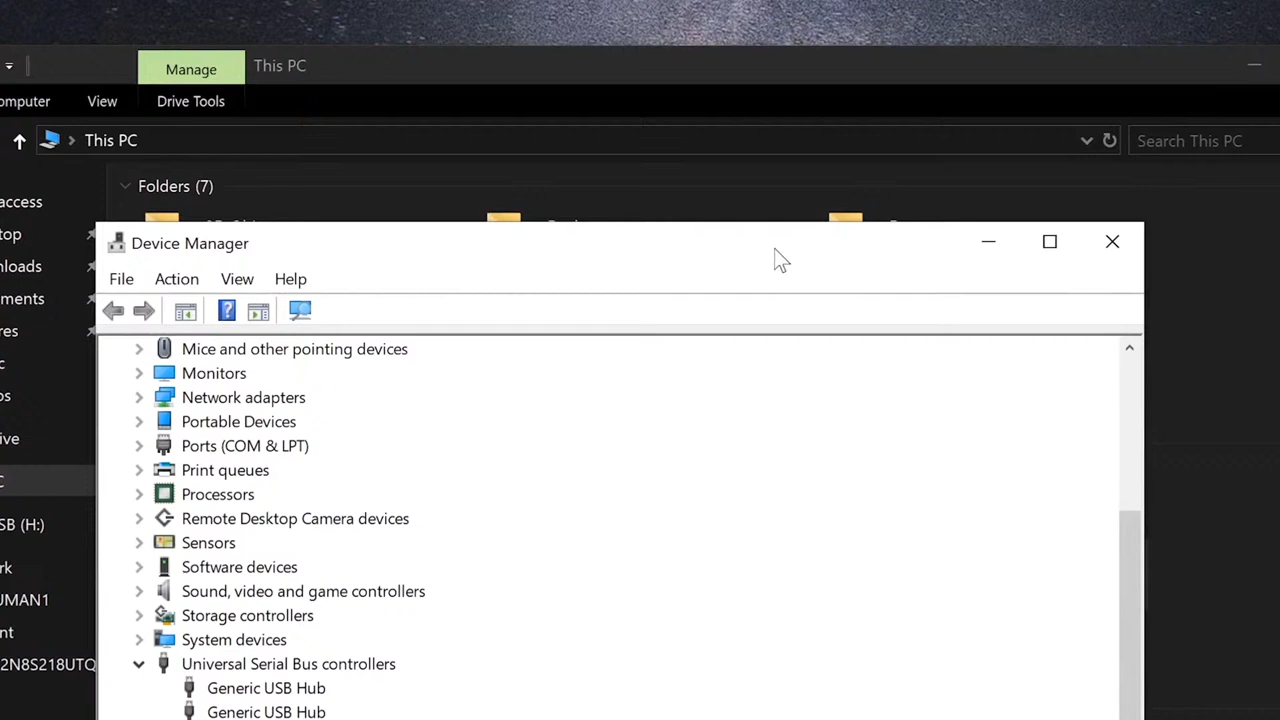 Manage
This PC
omputer
View
Drive Tools
This PC
Search This PC
access
Folders (7)
top
nloads
ments
res
c
ps
ive
C
SB (H:)
rk
UMAN1
nt
2N8S218UTQ
Device Manager
File
Action
View
Help
Mice and other pointing devices
Monitors
Network adapters
Portable Devices
Ports (COM & LPT)
Print queues
Processors
Remote Desktop Camera devices
Sensors
Software devices
Sound, video and game controllers
Storage controllers
System devices
Universal Serial Bus controllers
Generic USB Hub
Generic USB Hub